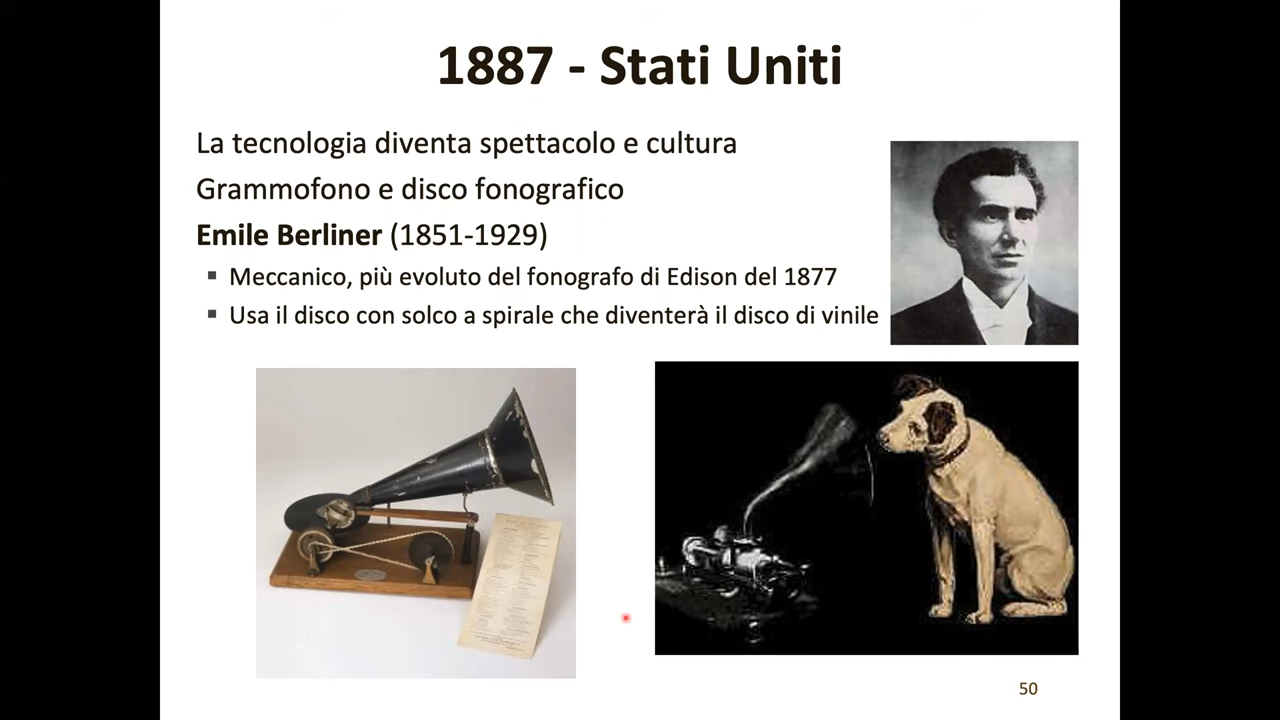 1887 - Stati Uniti
La tecnologia diventa spettacolo e cultura
Grammofono e disco fonografico
Emile Berliner (1851-1929)
▪ Meccanico, più evoluto del fonografo di Edison del 1877
▪ Usa il disco con solco a spirale che diventerà il disco di vinile
50